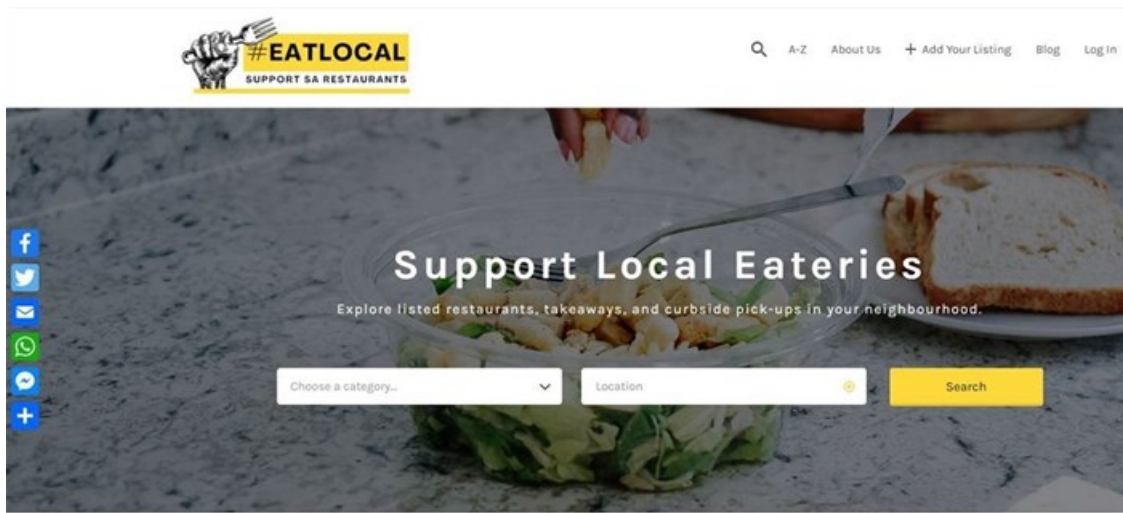 #EATLOCAL
SUPPORT SA RESTAURANTS
A-Z About Us + Add Your Listing Blog Log In
Support Local Eateries
Explore listed restaurants, takeaways, and curbside pick-ups in your neighbourhood.
Choose a category... Location Search